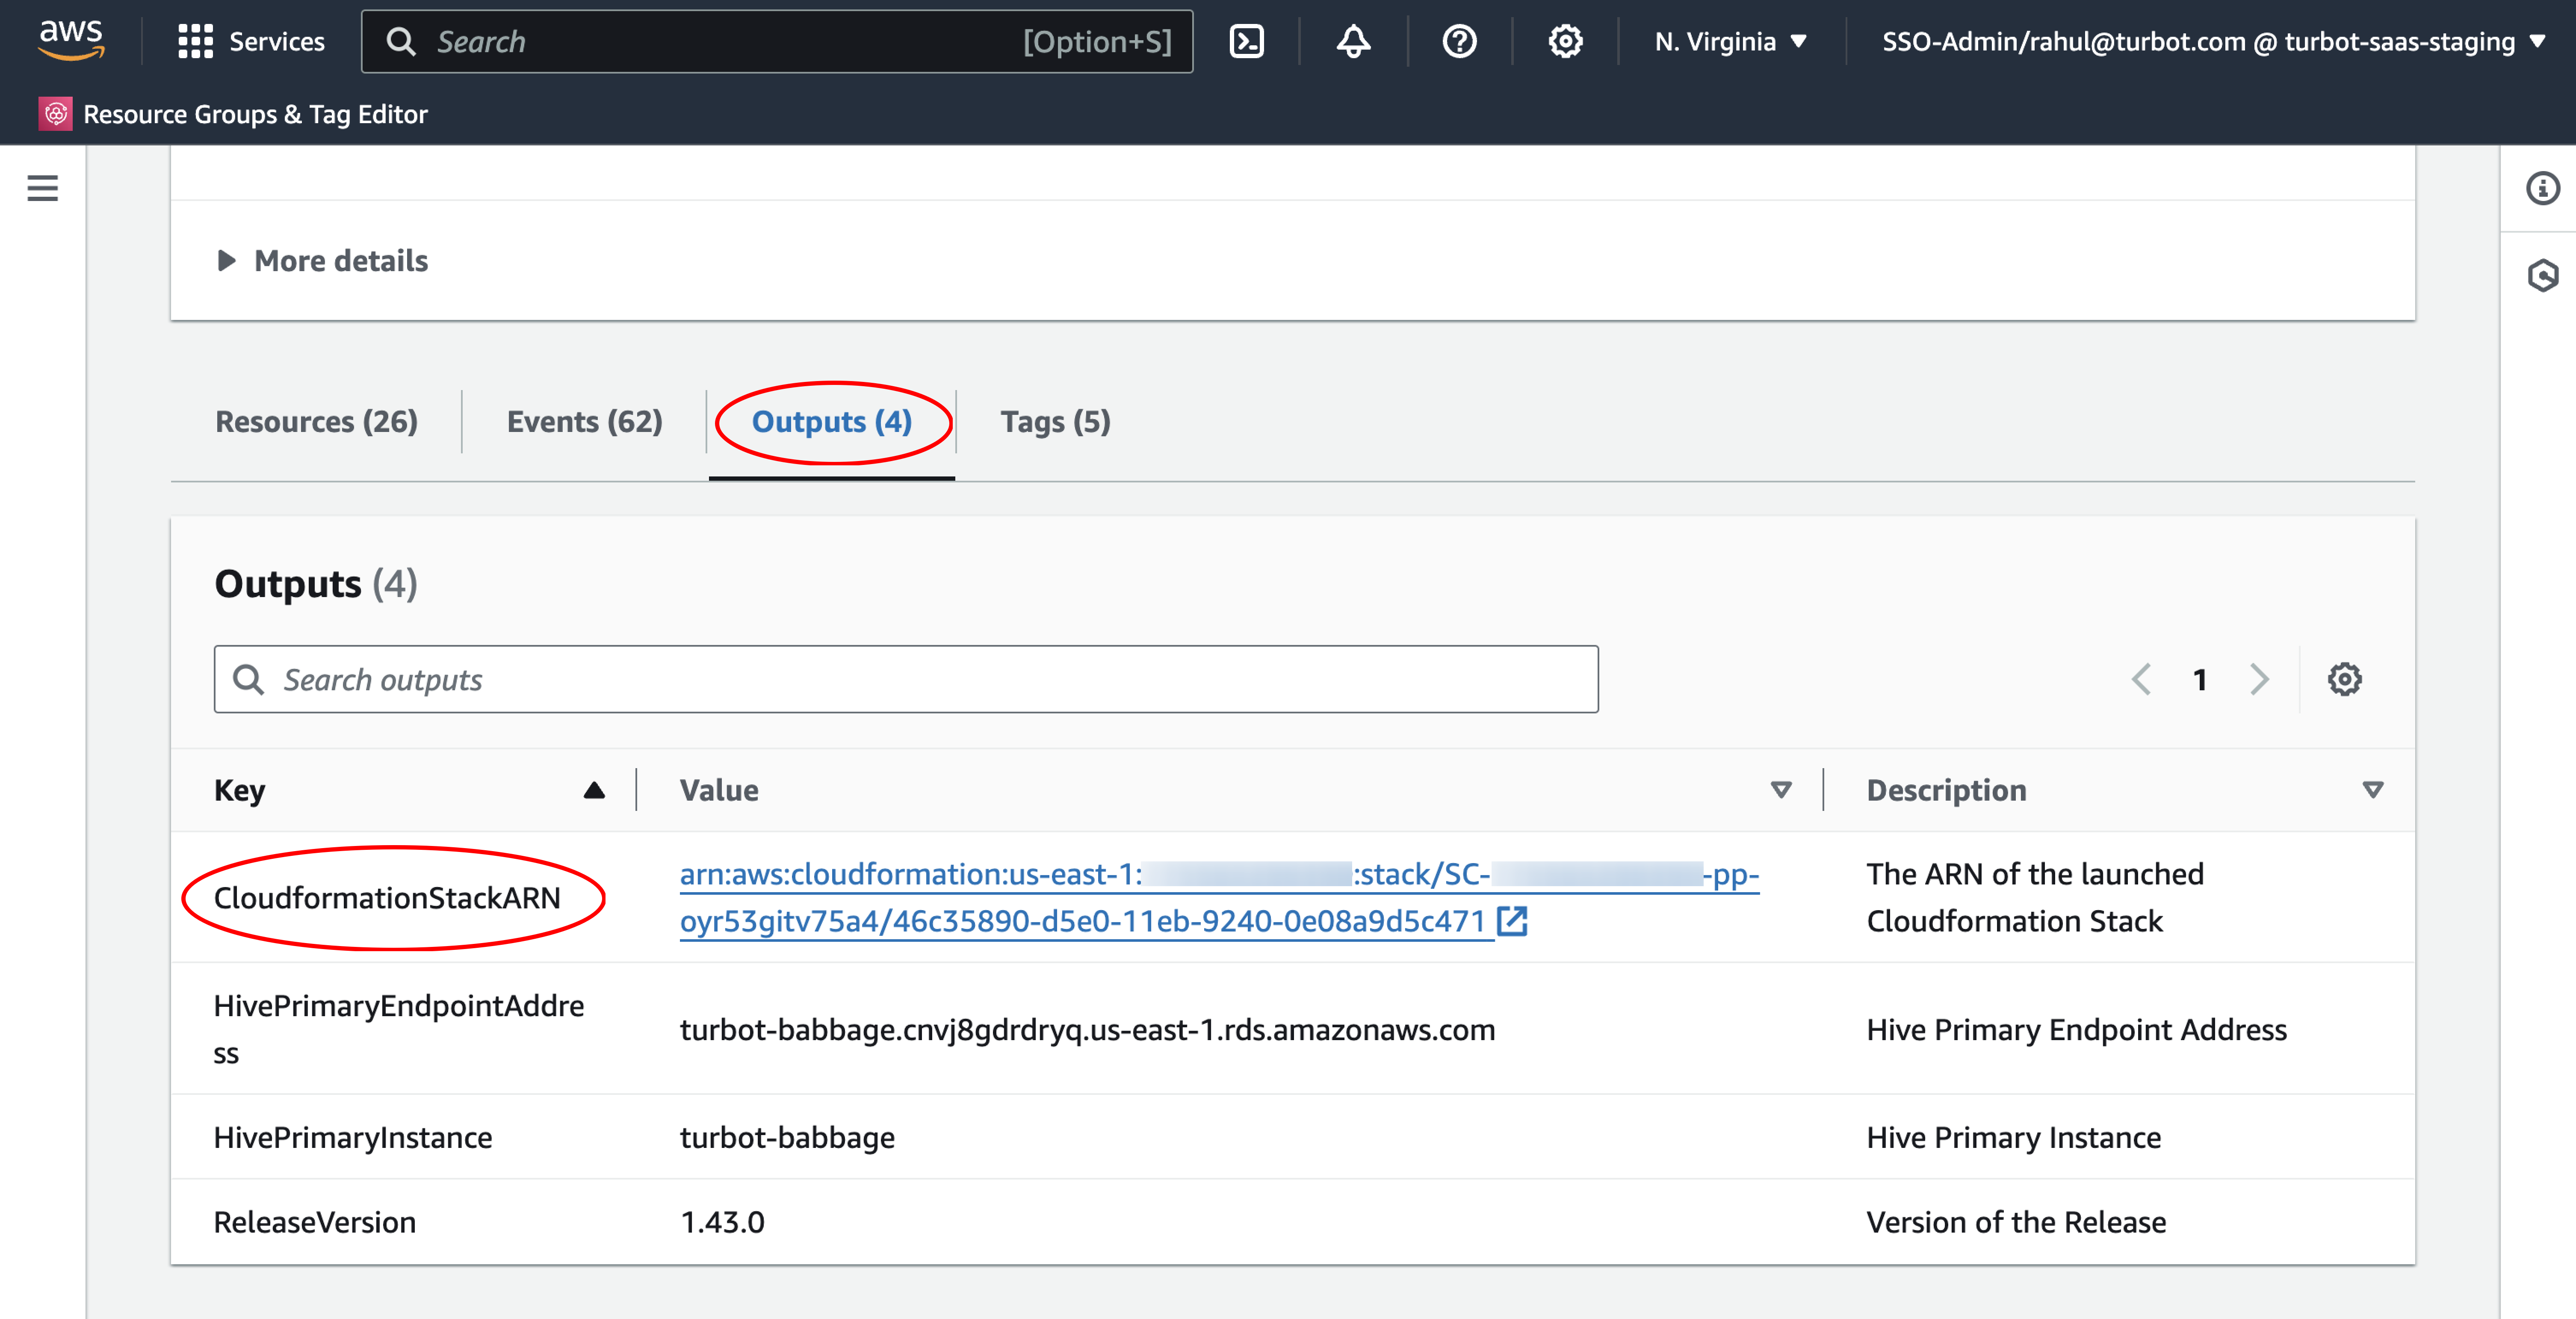 aws
Services
Search
[Option+S]
N. Virginia
SSO-Admin/rahul@turbot.com @ turbot-saas-staging
Resource Groups & Tag Editor
More details
Resources (26)
Events (62)
Outputs (4)
Tags (5)
Outputs (4)
Search outputs
1
Key
Value
Description
CloudformationStackARN
arn:aws:cloudformation:us-east-1: :stack/SC- -pp-
oyr53gitv75a4/46c35890-d5e0-11eb-9240-0e08a9d5c471
The ARN of the launched
Cloudformation Stack
HivePrimaryEndpointAddre
ss
turbot-babbage.cnvj8gdrdryq.us-east-1.rds.amazonaws.com
Hive Primary Endpoint Address
HivePrimaryInstance
turbot-babbage
Hive Primary Instance
ReleaseVersion
1.43.0
Version of the Release